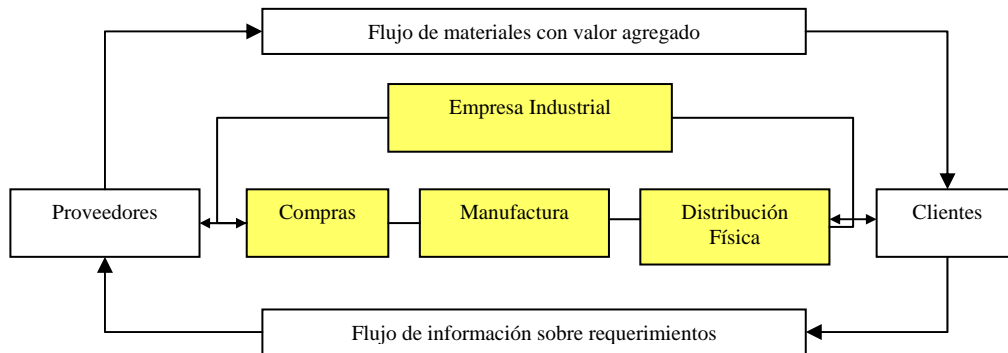 Flujo de materiales con valor agregado
Empresa Industrial
Proveedores
Compras
Manufactura
Distribución
Física
Clientes
Flujo de información sobre requerimientos